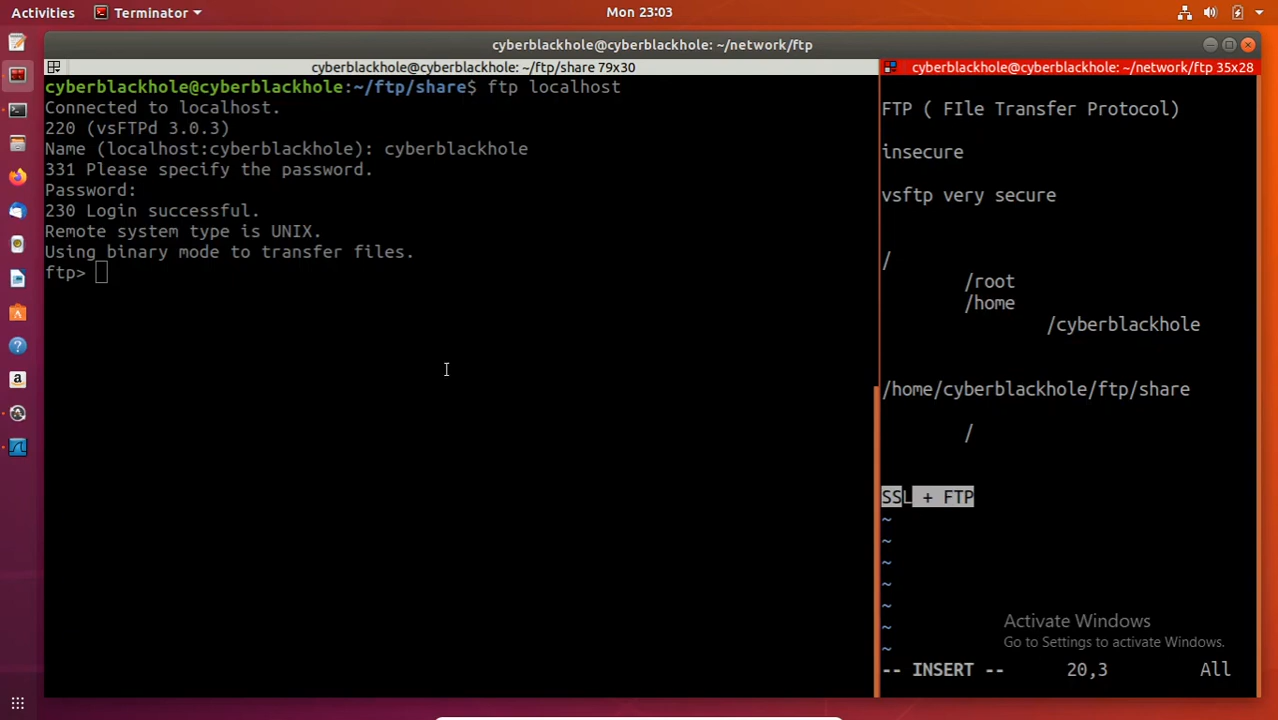 Activities Terminator Mon 23:03
cyberblackhole@cyberblackhole: ~/network/ftp
cyberblackhole@cyberblackhole: ~/ftp/share 79x30
cyberblackhole@cyberblackhole:~/ftp/share$ ftp localhost
Connected to localhost.
220 (vsFTPd 3.0.3)
Name (localhost:cyberblackhole): cyberblackhole
331 Please specify the password.
Password:
230 Login successful.
Remote system type is UNIX.
Using binary mode to transfer files.
ftp>
cyberblackhole@cyberblackhole: ~/network/ftp 35x28
FTP ( FIle Transfer Protocol)
insecure
vsftp very secure
/
/root
/home
/cyberblackhole
/home/cyberblackhole/ftp/share
/
SSL + FTP
~
~
~
~
~
~
~
Activate Windows
Go to Settings to activate Windows.
-- INSERT -- 20,3 All